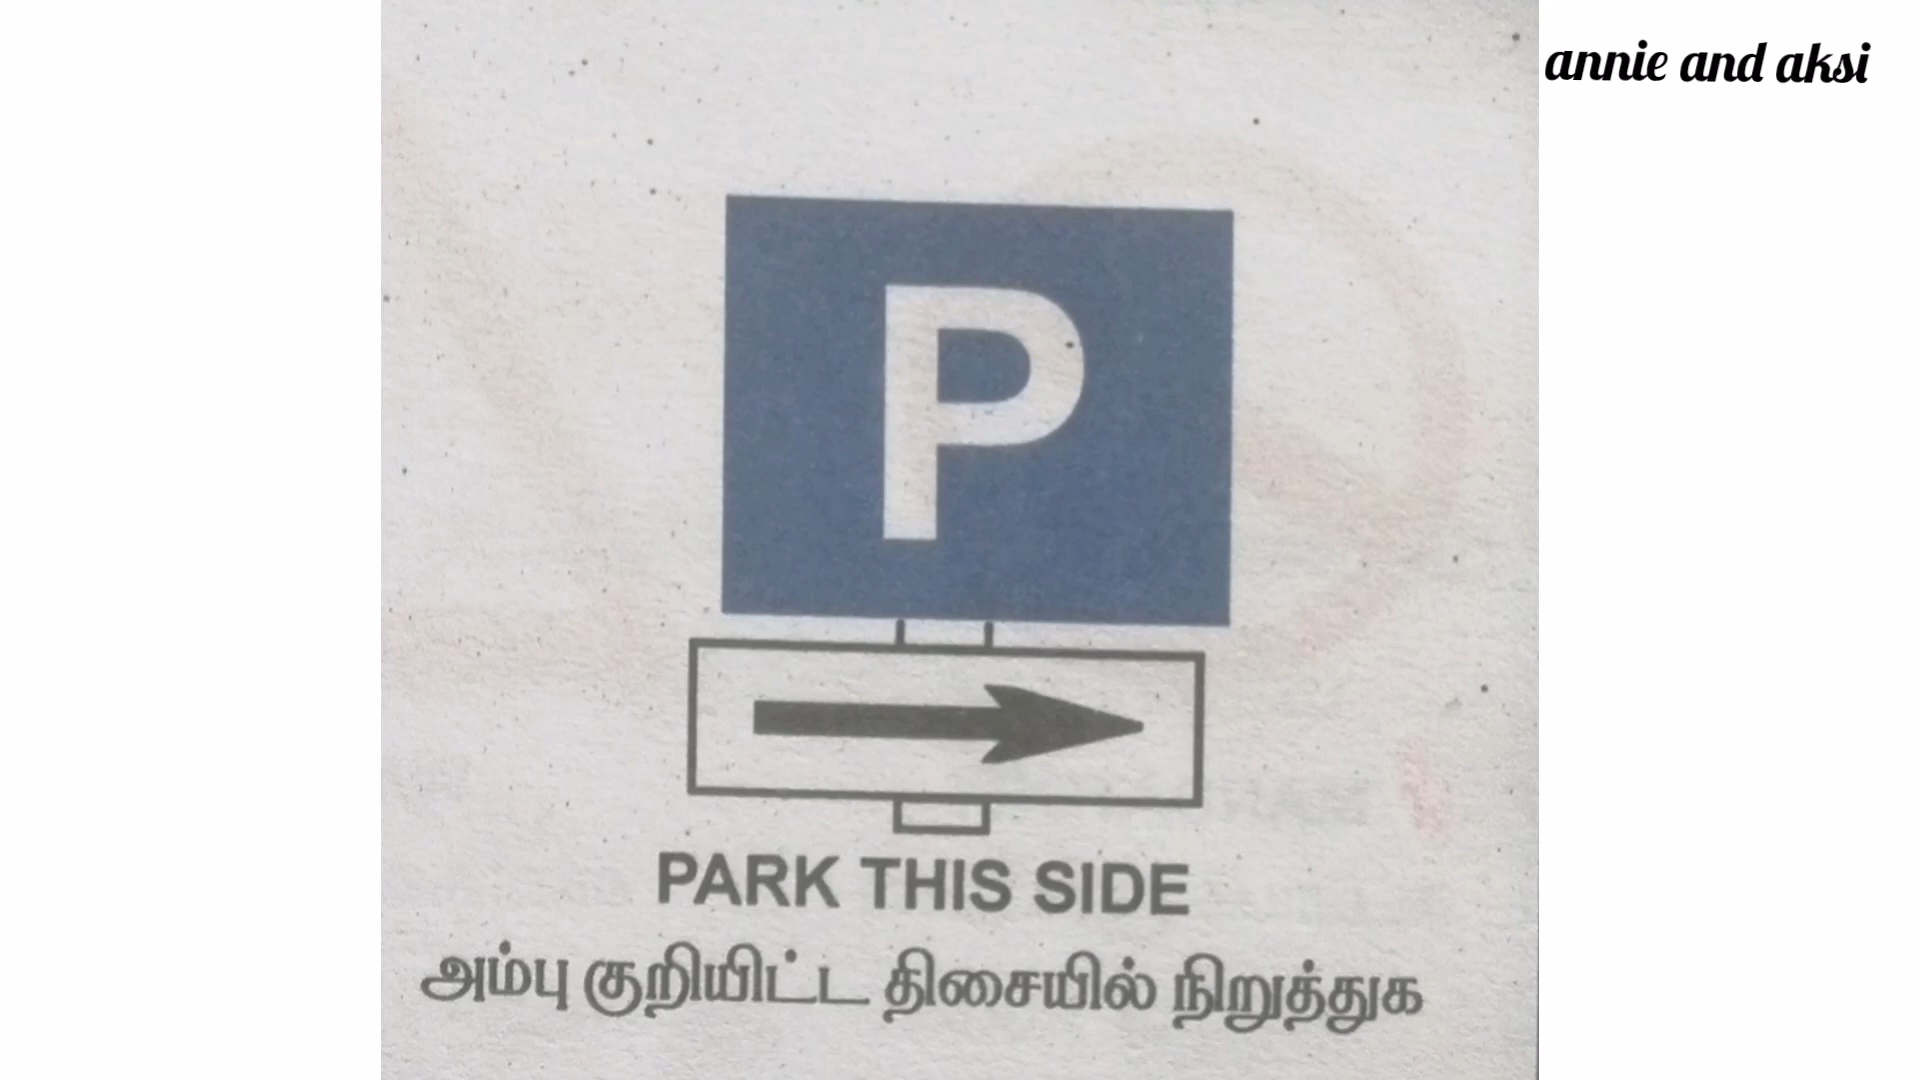 annie and aksi
P
PARK THIS SIDE
அம்பு குறியிட்ட திசையில் நிறுத்துக